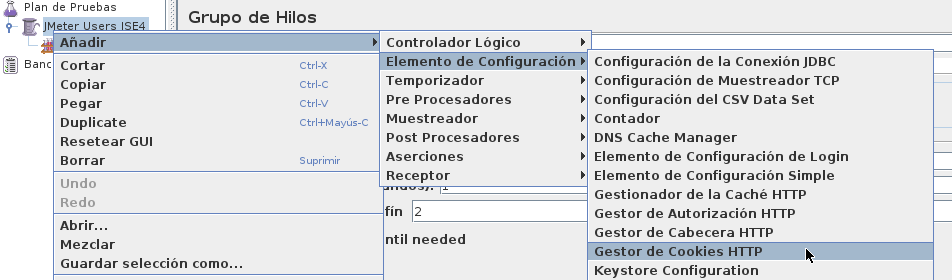 Plan de Pruebas
JMeter Users ISE4
Banc
Grupo de Hilos
Añadir
Cortar Ctrl-X
Copiar Ctrl-C
Pegar Ctrl-V
Duplicate Ctrl+Mayús-C
Resetear GUI
Borrar Suprimir
Undo
Redo
Abrir...
Mezclar
Guardar selección como...
Controlador Lógico
Elemento de Configuración
Temporizador
Pre Procesadores
Muestreador
Post Procesadores
Aserciones
Receptor
fín 2
ntil needed
Configuración de la Conexión JDBC
Configuración de Muestreador TCP
Configuración del CSV Data Set
Contador
DNS Cache Manager
Elemento de Configuración de Login
Elemento de Configuración Simple
Gestionador de la Caché HTTP
Gestor de Autorización HTTP
Gestor de Cabecera HTTP
Gestor de Cookies HTTP
Keystore Configuration